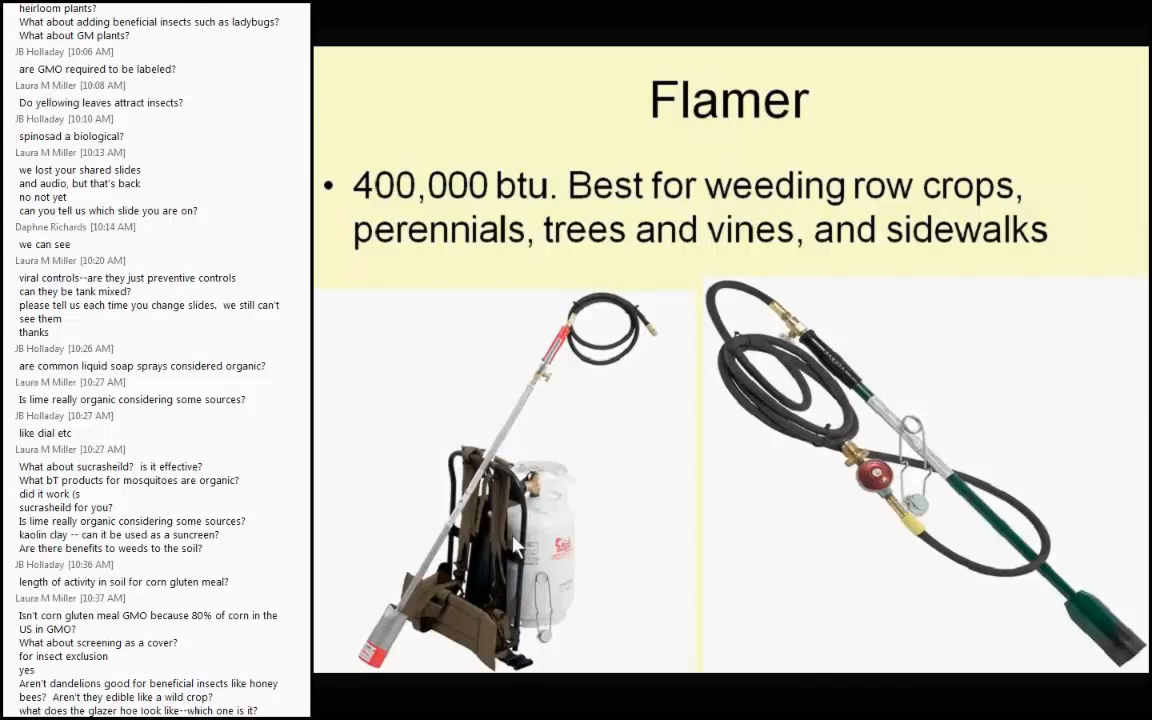 heirloom plants?
What about adding beneficial insects such as ladybugs?
What about GM plants?
JB Holladay [10:06 AM]
are GMO required to be labeled?
Laura M Miller [10:08 AM]
Do yellowing leaves attract insects?
JB Holladay [10:10 AM]
spinosad a biological?
Laura M Miller [10:13 AM]
we lost your shared slides
and audio, but that's back
no not yet
can you tell us which slide you are on?
Daphne Richards [10:14 AM]
we can see
Laura M Miller [10:20 AM]
viral controls--are they just preventive controls
can they be tank mixed?
please tell us each time you change slides.  we still can't
see them
thanks
JB Holladay [10:26 AM]
are common liquid soap sprays considered organic?
Laura M Miller [10:27 AM]
Is lime really organic considering some sources?
JB Holladay [10:27 AM]
like dial etc
Laura M Miller [10:27 AM]
What about sucrasheild?  is it effective?
What bT products for mosquitoes are organic?
did it work (s
sucrasheild for you?
Is lime really organic considering some sources?
kaolin clay -- can it be used as a suncreen?
Are there benefits to weeds to the soil?
JB Holladay [10:36 AM]
length of activity in soil for corn gluten meal?
Laura M Miller [10:37 AM]
Isn't corn gluten meal GMO because 80% of corn in the
US in GMO?
What about screening as a cover?
for insect exclusion
yes
Aren't dandelions good for beneficial insects like honey
bees?  Aren't they edible like a wild crop?
what does the glazer hoe look like--which one is it?
Flamer
• 400,000 btu. Best for weeding row crops,
perennials, trees and vines, and sidewalks